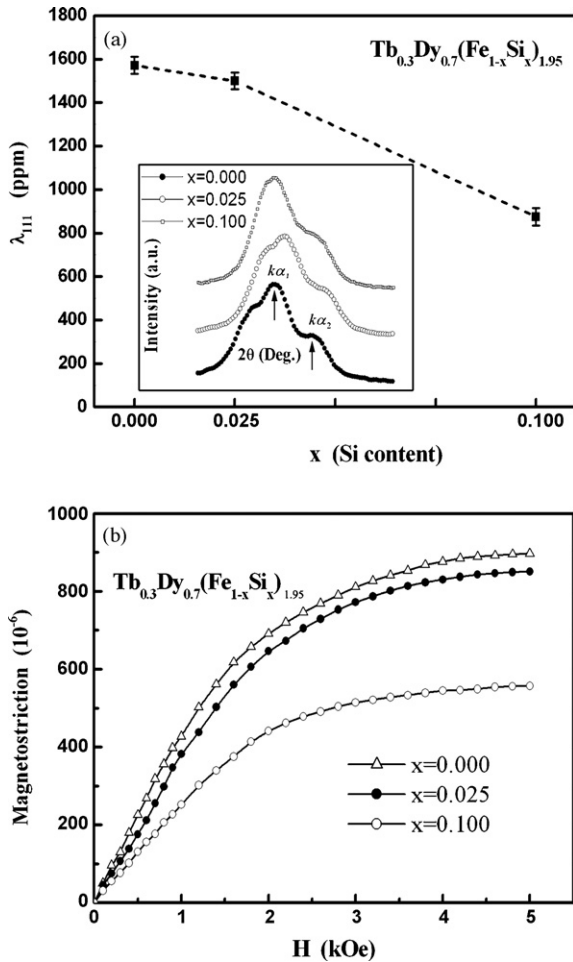 (a)
Tb0.3Dy0.7(Fe1-xSix)1.95
1800
1600
1400
1200
1000
800
600
400
200
0
λ111 (ppm)
x=0.000
x=0.025
x=0.100
Intensity (a.u.)
kα1
kα2
2θ (Deg.)
0.000
0.025
0.100
x (Si content)
(b)
Tb0.3Dy0.7(Fe1-xSix)1.95
1000
800
600
400
200
0
Magnetostriction (10-6)
x=0.000
x=0.025
x=0.100
0
1
2
3
4
5
H (kOe)